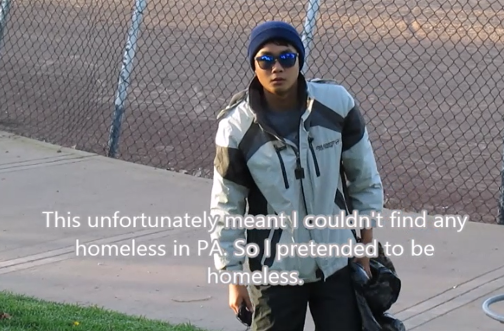 This unfortunately meant I couldn't find any
homeless in PA. So I pretended to be
homeless.